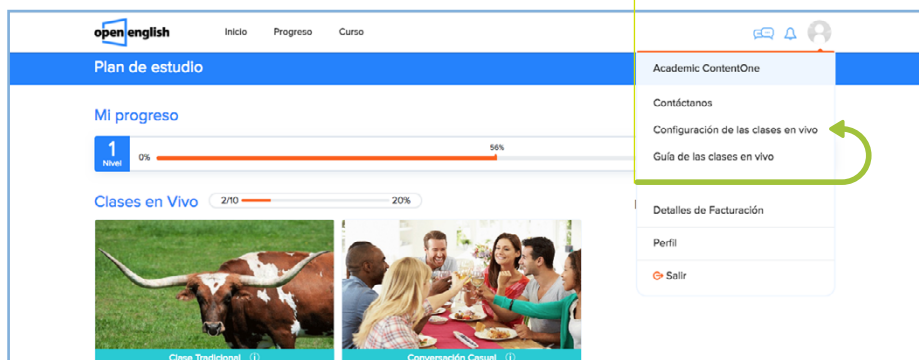 open english
Inicio Progreso Curso
Plan de estudio
Academic ContentOne
Contáctanos
Configuración de las clases en vivo
Guía de las clases en vivo
Detalles de Facturación
Perfil
Salir
Mi progreso
1
Nivel
0%
56%
Clases en Vivo
2/10
20%
Clase Tradicional
Conversación Casual